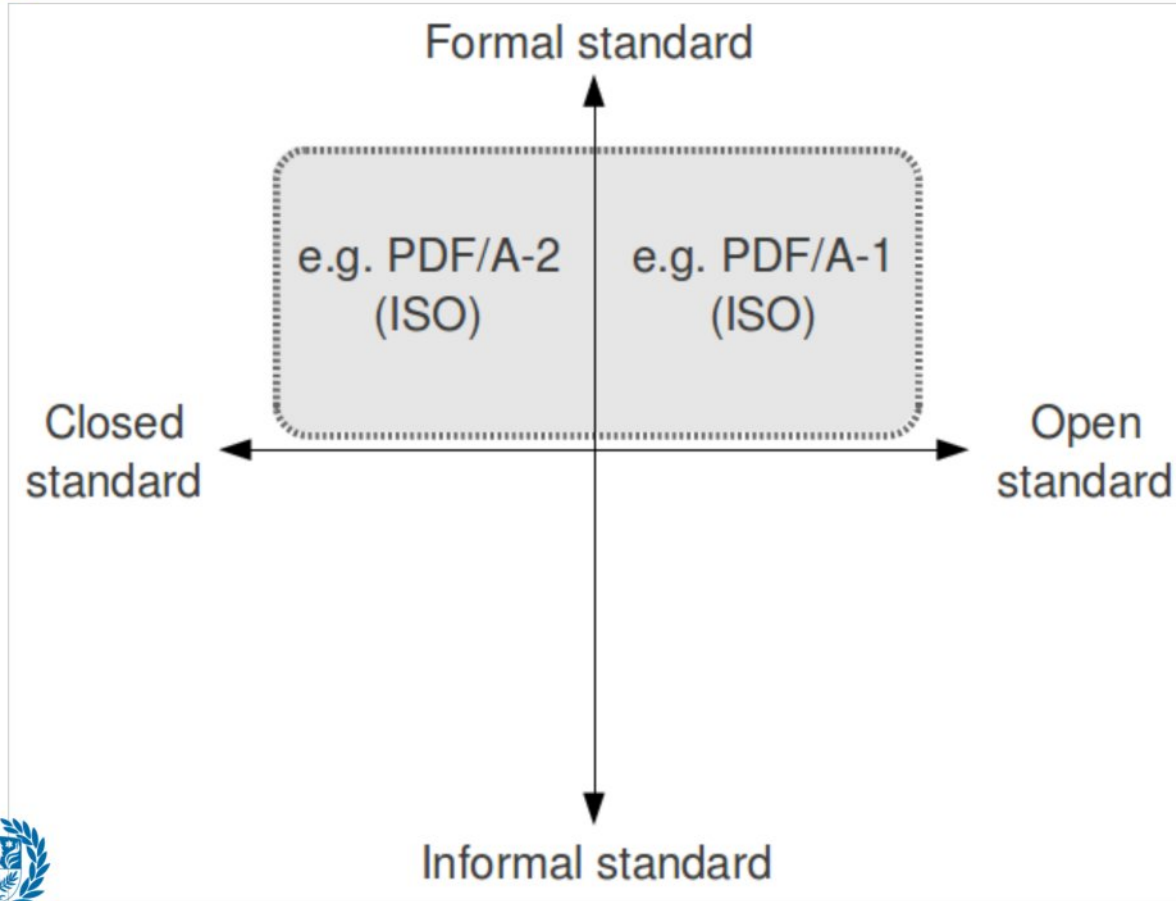 Formal standard
e.g. PDF/A-2
(ISO)
e.g. PDF/A-1
(ISO)
Closed
standard
Open
standard
Informal standard